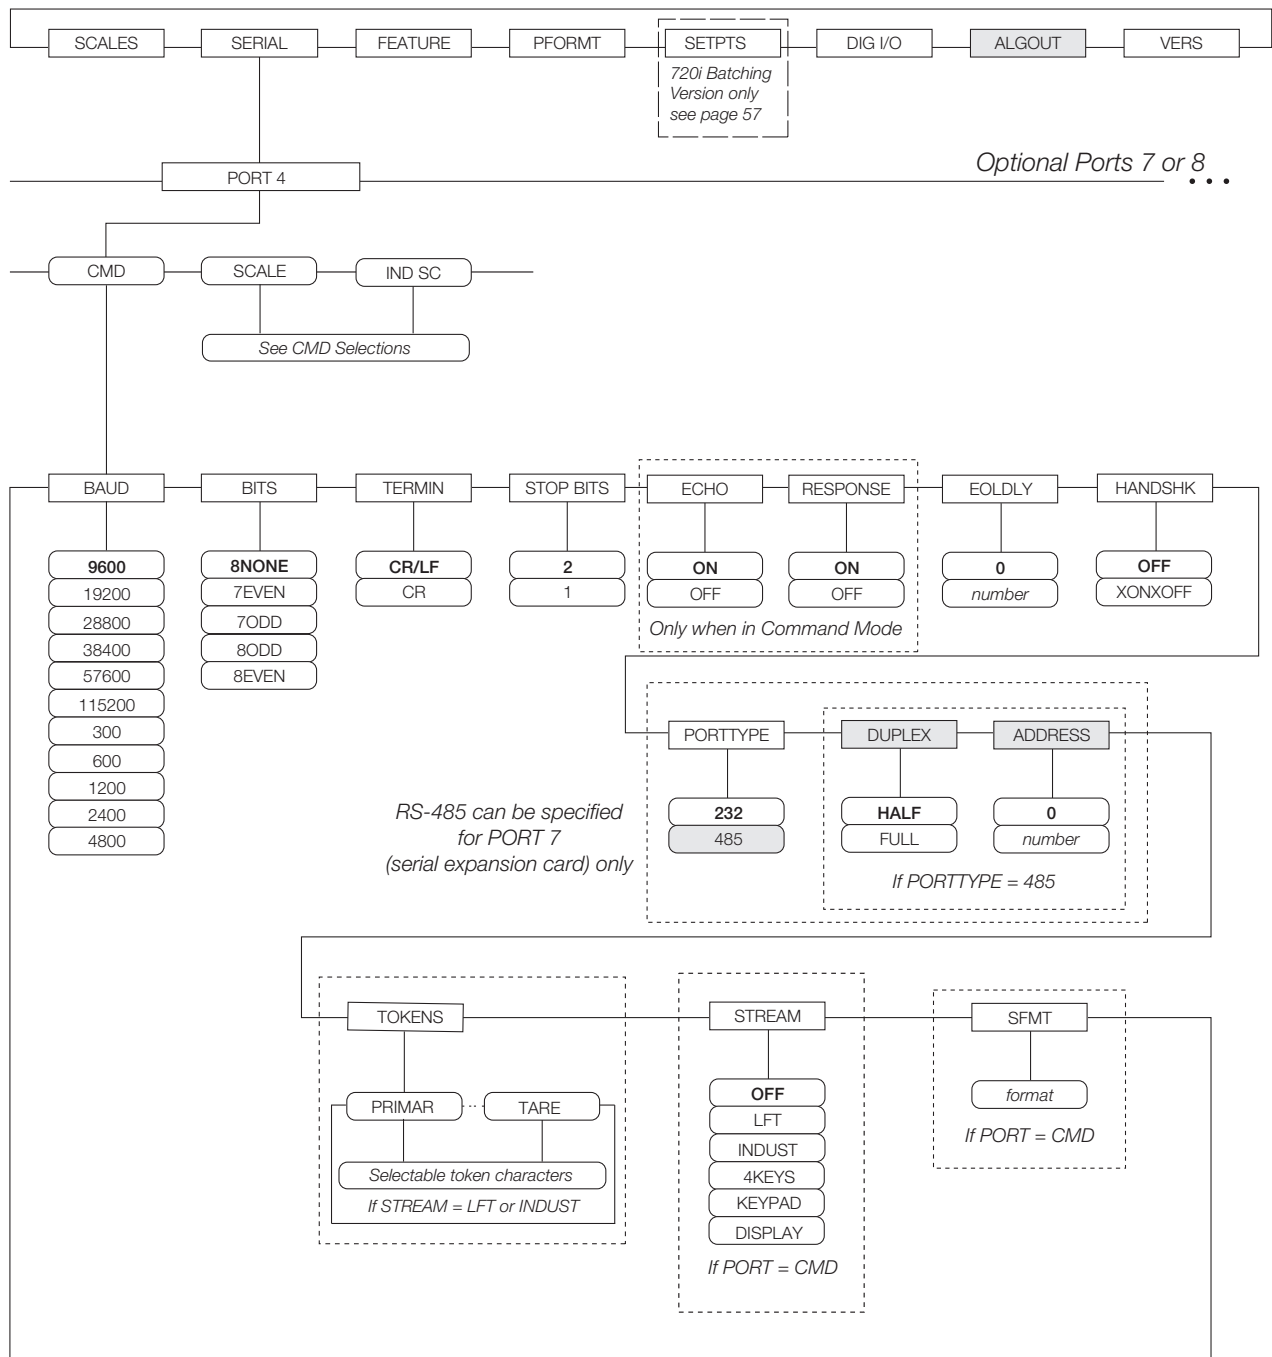 SCALES
SERIAL
FEATURE
PFORMT
SETPTS
DIG I/O
ALGOUT
VERS
720i Batching
Version only
see page 57
Optional Ports 7 or 8
...
PORT 4
CMD
SCALE
IND SC
See CMD Selections
BAUD
BITS
TERMIN
STOP BITS
ECHO
RESPONSE
EOLDLY
HANDSHK
9600
19200
28800
38400
57600
115200
300
600
1200
2400
4800
8NONE
7EVEN
7ODD
8ODD
8EVEN
CR/LF
CR
2
1
ON
OFF
ON
OFF
Only when in Command Mode
0
number
OFF
XONXOFF
RS-485 can be specified
for PORT 7
(serial expansion card) only
PORTTYPE
DUPLEX
ADDRESS
232
485
HALF
FULL
0
number
If PORTTYPE = 485
TOKENS
STREAM
SFMT
PRIMAR
...
TARE
Selectable token characters
If STREAM = LFT or INDUST
OFF
LFT
INDUST
4KEYS
KEYPAD
DISPLAY
If PORT = CMD
format
If PORT = CMD